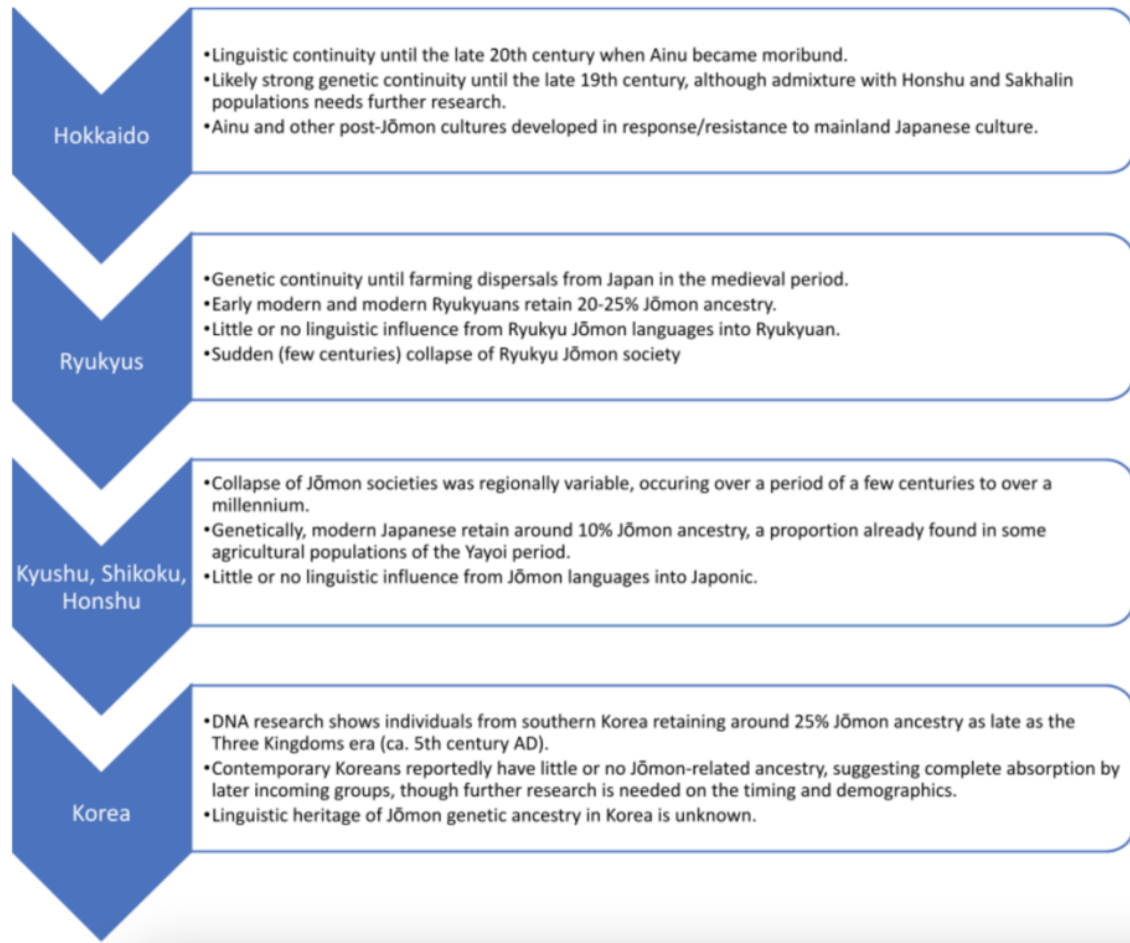 Hokkaido
•Linguistic continuity until the late 20th century when Ainu became moribund.
•Likely strong genetic continuity until the late 19th century, although admixture with Honshu and Sakhalin
populations needs further research.
•Ainu and other post-Jōmon cultures developed in response/resistance to mainland Japanese culture.
Ryukyus
•Genetic continuity until farming dispersals from Japan in the medieval period.
•Early modern and modern Ryukyuans retain 20-25% Jōmon ancestry.
•Little or no linguistic influence from Ryukyu Jōmon languages into Ryukyuan.
•Sudden (few centuries) collapse of Ryukyu Jōmon society
Kyushu, Shikoku,
Honshu
•Collapse of Jōmon societies was regionally variable, occuring over a period of a few centuries to over a
millennium.
•Genetically, modern Japanese retain around 10% Jōmon ancestry, a proportion already found in some
agricultural populations of the Yayoi period.
•Little or no linguistic influence from Jōmon languages into Japonic.
Korea
•DNA research shows individuals from southern Korea retaining around 25% Jōmon ancestry as late as the
Three Kingdoms era (ca. 5th century AD).
•Contemporary Koreans reportedly have little or no Jōmon-related ancestry, suggesting complete absorption by
later incoming groups, though further research is needed on the timing and demographics.
•Linguistic heritage of Jōmon genetic ancestry in Korea is unknown.